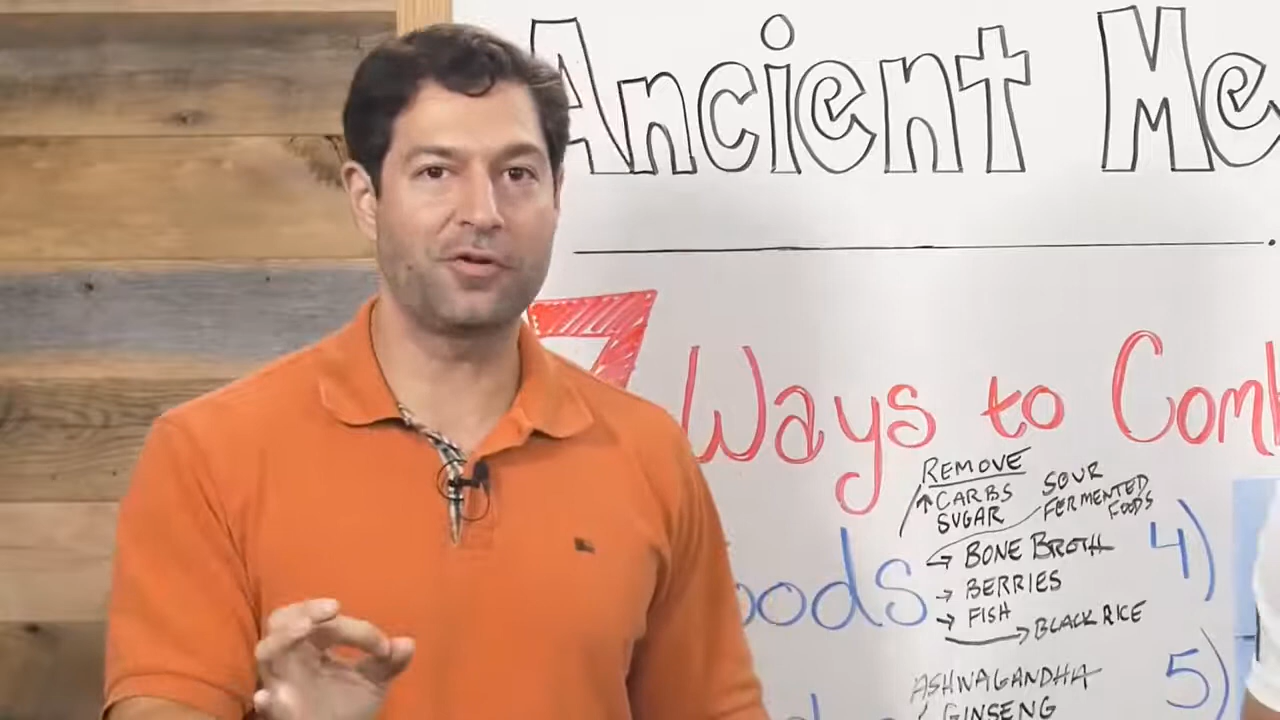 Ancient Me
7 Ways to Com
REMOVE
↑ CARBS
SUGAR
SOUR
FERMENTED
FOODS
oods
→ BONE BROTH
→ BERRIES
→ FISH
→ BLACK RICE
4)
ASHWAGANDHA
GINSENG
5)